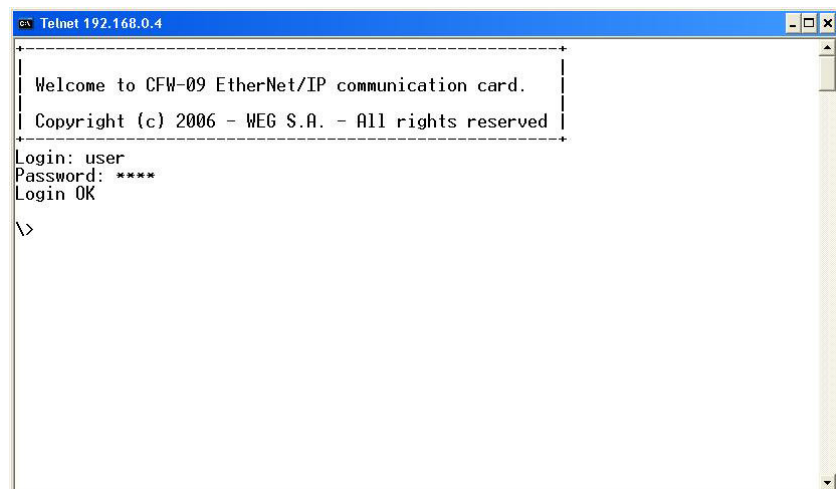 Telnet 192.168.0.4
Welcome to CFW-09 EtherNet/IP communication card.
Copyright (c) 2006 - WEG S.A. - All rights reserved
Login: user
Password: ****
Login OK
\>